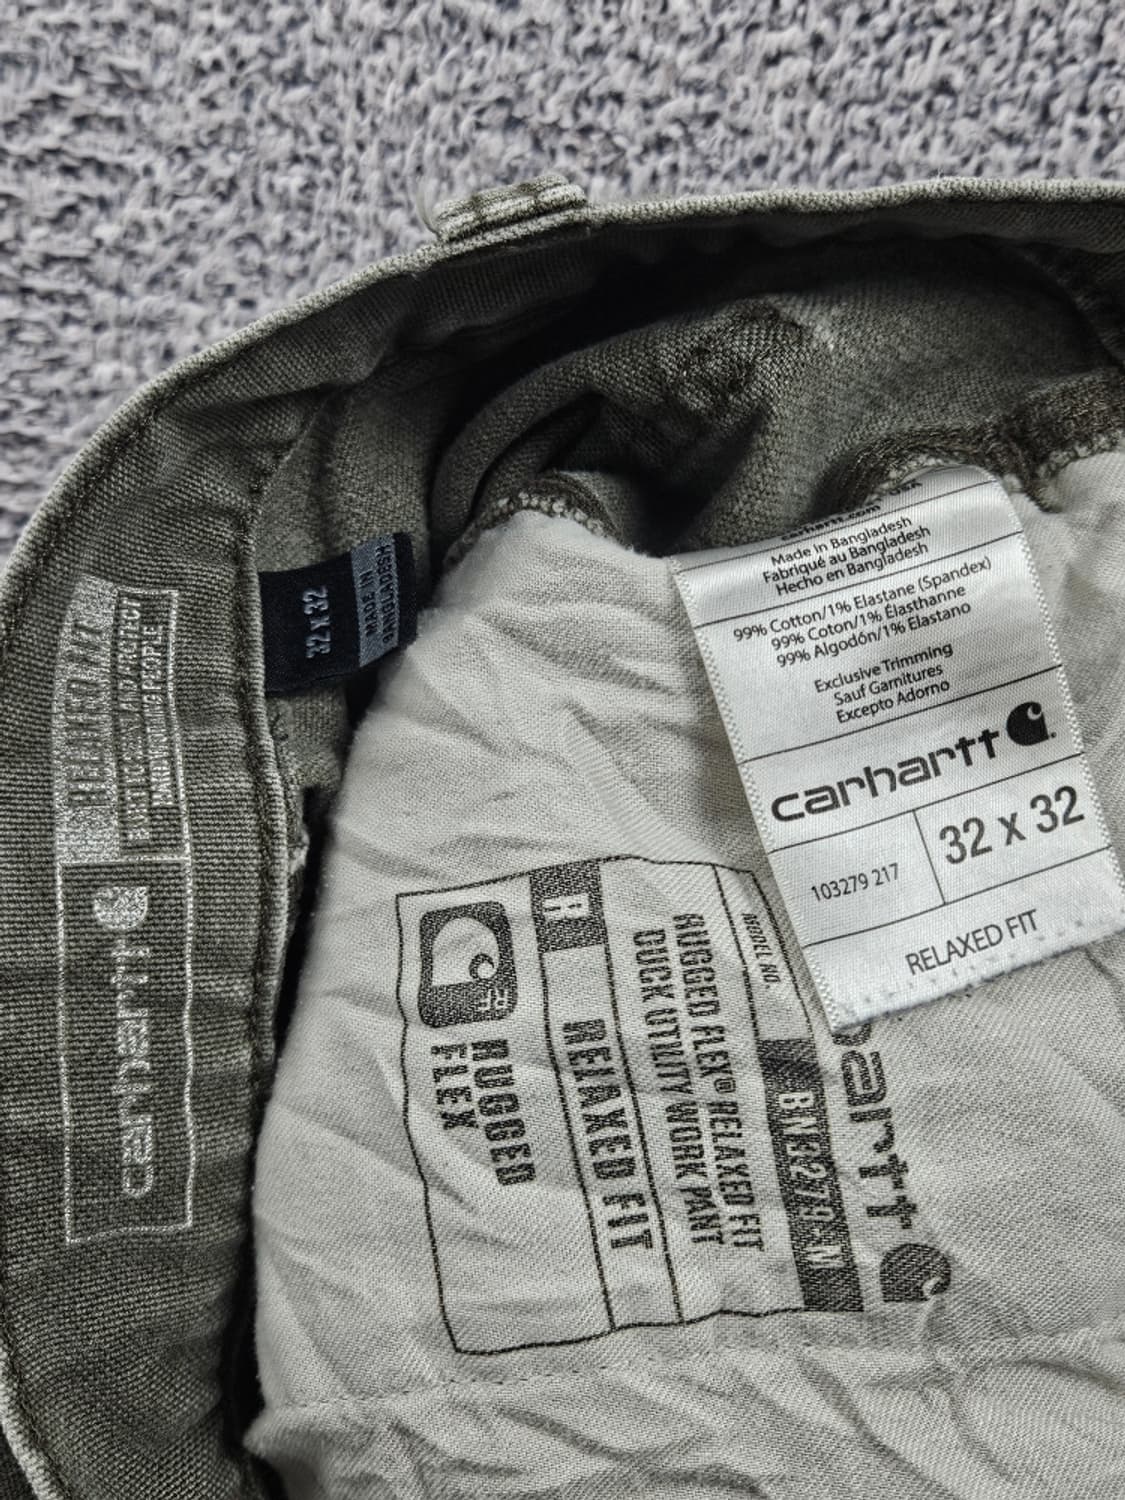 carhartt.com
Made in Bangladesh
Fabriqué au Bangladesh
Hecho en Bangladesh
99% Cotton/1% Elastane (Spandex)
99% Coton/1% Élasthanne
99% Algodón/1% Elastano
Exclusive Trimming
Sauf Garnitures
Excepto Adorno
carhartt
103279 217
32 x 32
RELAXED FIT
32 x 32
MADE IN
BANGLADESH
carhartt
RF
RUGGED
FLEX
R
RELAXED FIT
RUGGED FLEX® RELAXED FIT
DUCK UTILITY WORK PANT
MODEL NO.
BN3279-M
hartt